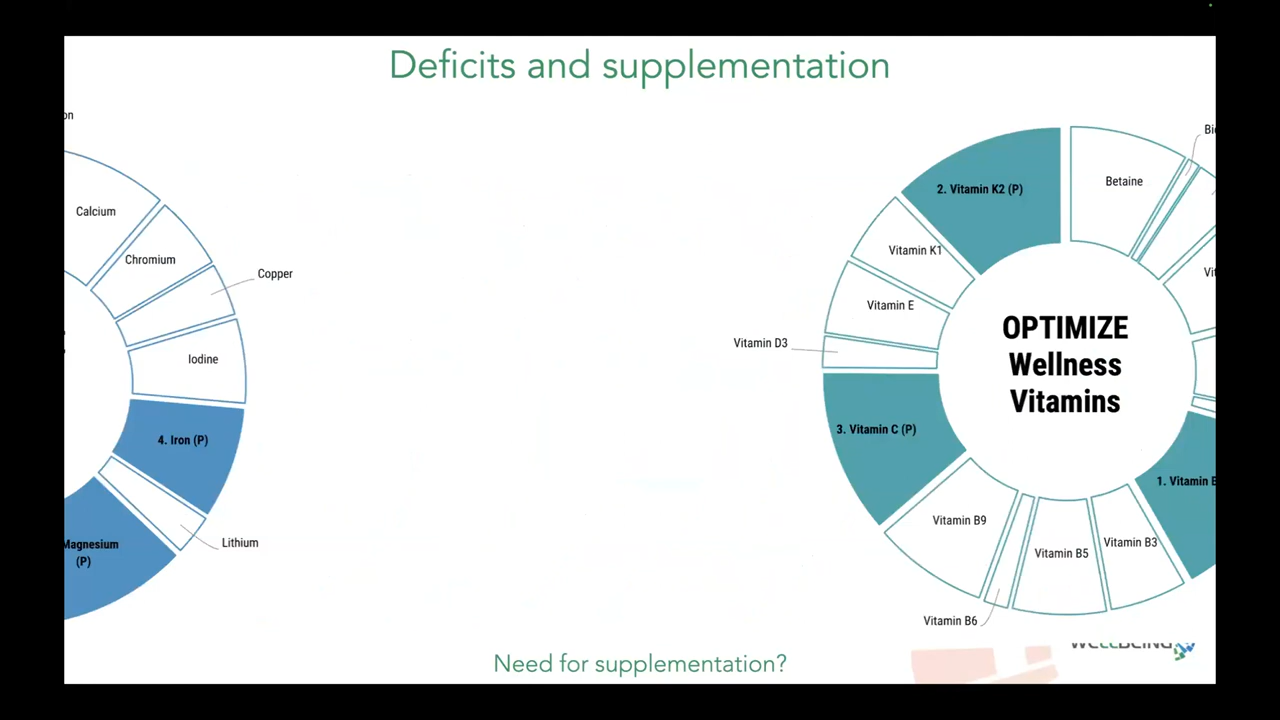 Deficits and supplementation
on
Calcium
Chromium
Copper
Iodine
4. Iron (P)
Lithium
Magnesium
(P)
2. Vitamin K2 (P)
Betaine
Vitamin K1
Vitamin E
Vitamin D3
3. Vitamin C (P)
Vitamin B9
Vitamin B6
Vitamin B5
Vitamin B3
1. Vitamin
OPTIMIZE
Wellness
Vitamins
Need for supplementation?
WELLBEING